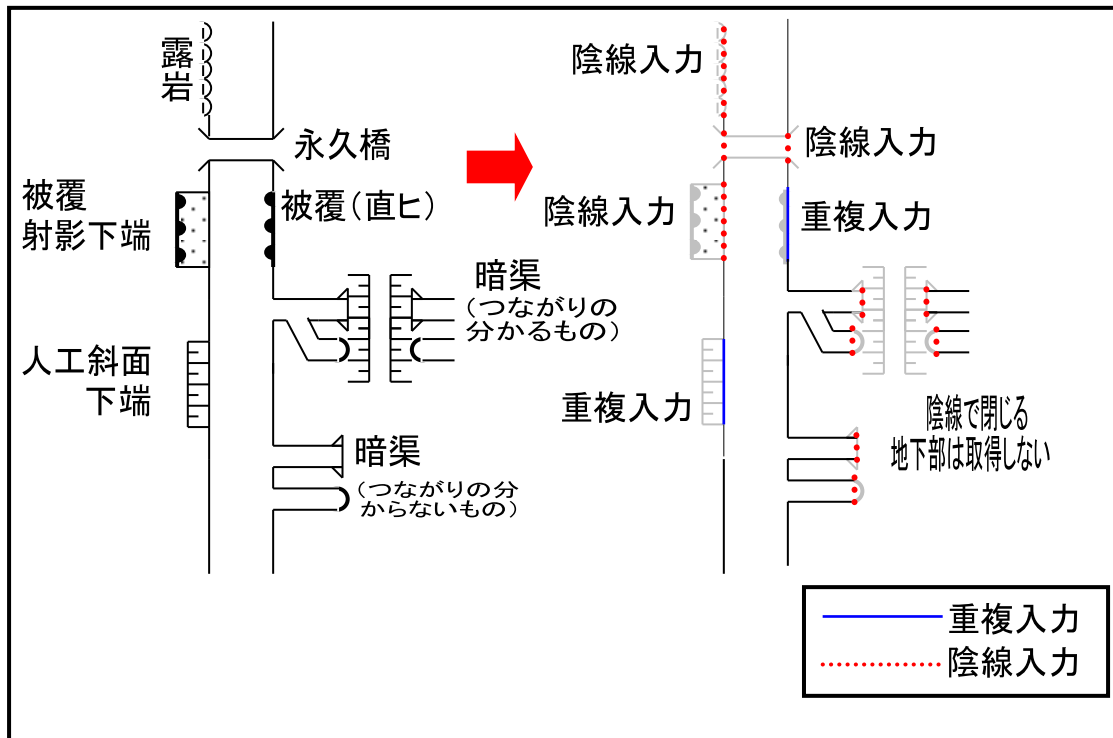 露岩
永久橋
被覆
射影下端
被覆(直ヒ)
暗渠
(つながりの
分かるもの)
人工斜面
下端
暗渠
(つながりの分
からないもの)
陰線入力
陰線入力
陰線入力
重複入力
重複入力
陰線で閉じる
地下部は取得しない
重複入力
陰線入力